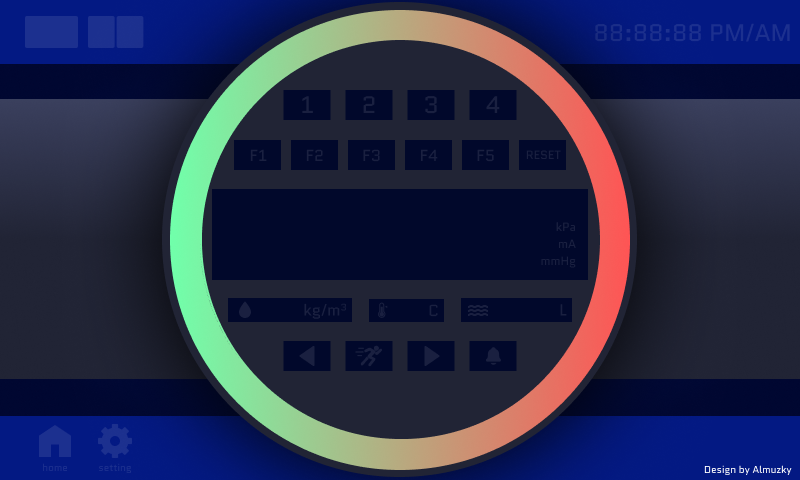 88:88:88 PM/AM
1 2 3 4
F1 F2 F3 F4 F5 RESET
kPa
mA
mmHg
kg/m³ C L
home setting
Design by Almuzky